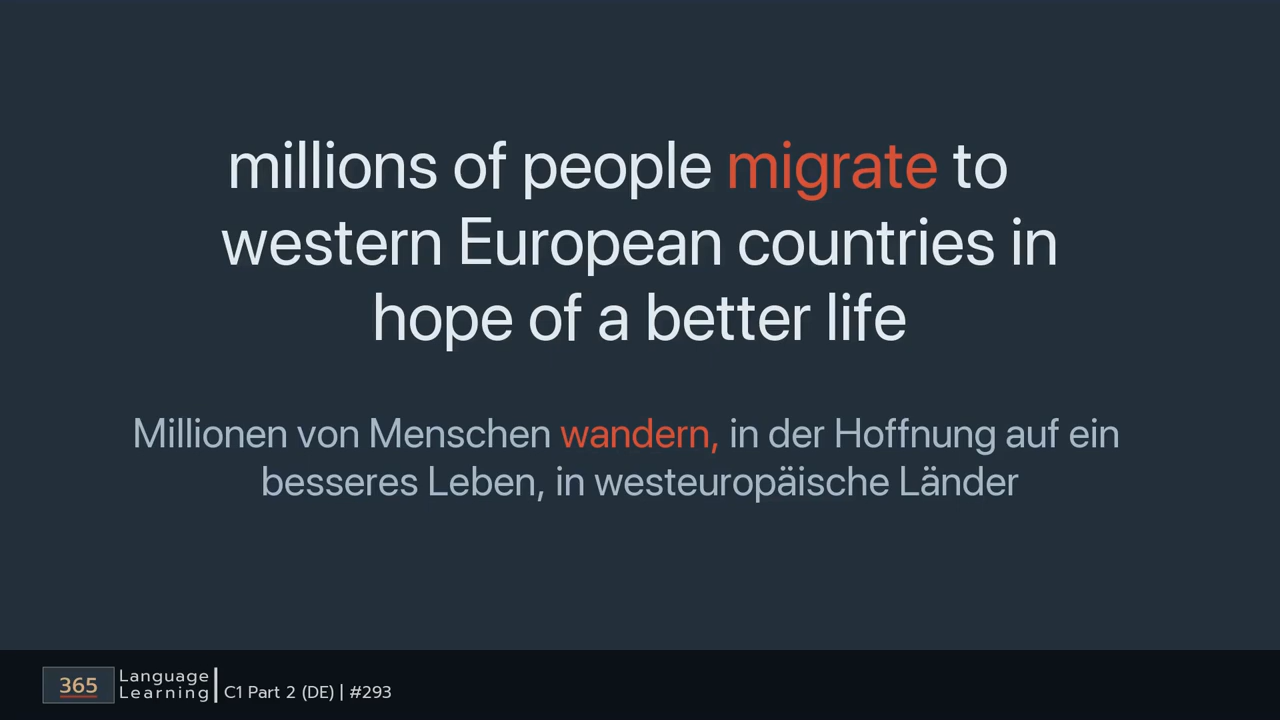 millions of people migrate to
western European countries in
hope of a better life
Millionen von Menschen wandern, in der Hoffnung auf ein
besseres Leben, in westeuropäische Länder
365
Language
Learning
C1 Part 2 (DE) | #293